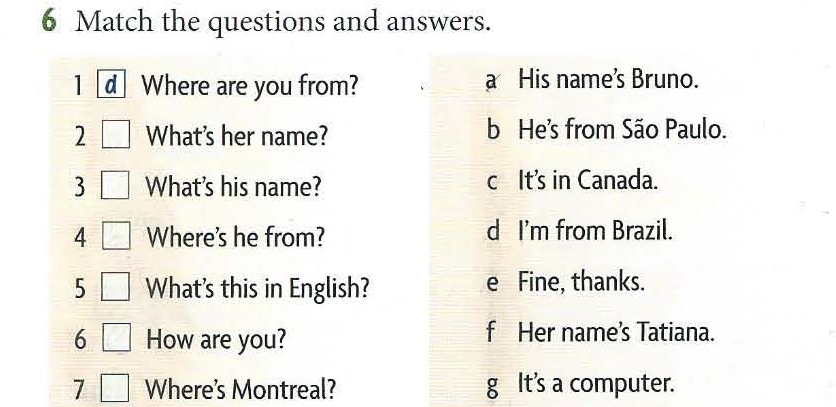 6 Match the questions and answers.
1 d Where are you from?
2 What's her name?
3 What's his name?
4 Where's he from?
5 What's this in English?
6 How are you?
7 Where's Montreal?
a His name's Bruno.
b He's from São Paulo.
c It's in Canada.
d I'm from Brazil.
e Fine, thanks.
f Her name's Tatiana.
g It's a computer.